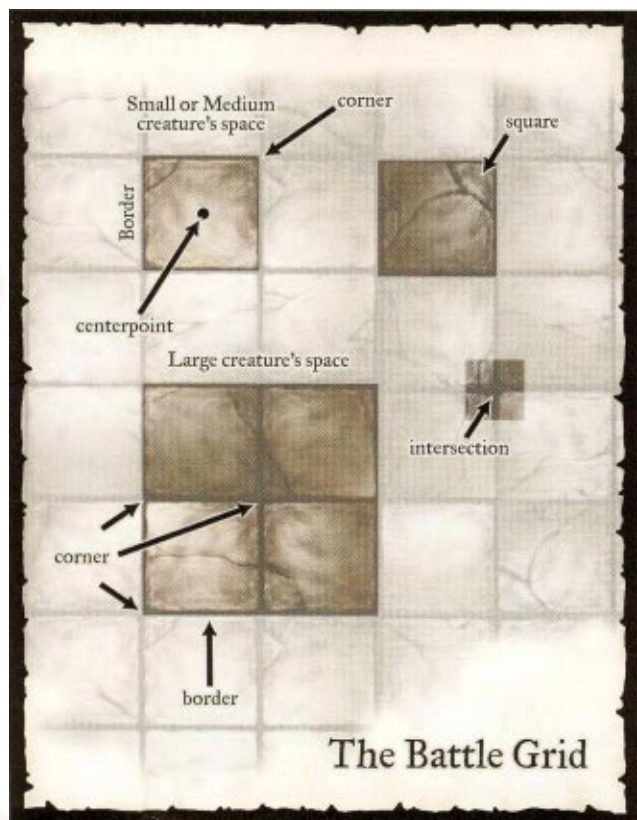 Small or Medium
creature's space
corner
square
Border
centerpoint
Large creature's space
intersection
corner
border
The Battle Grid